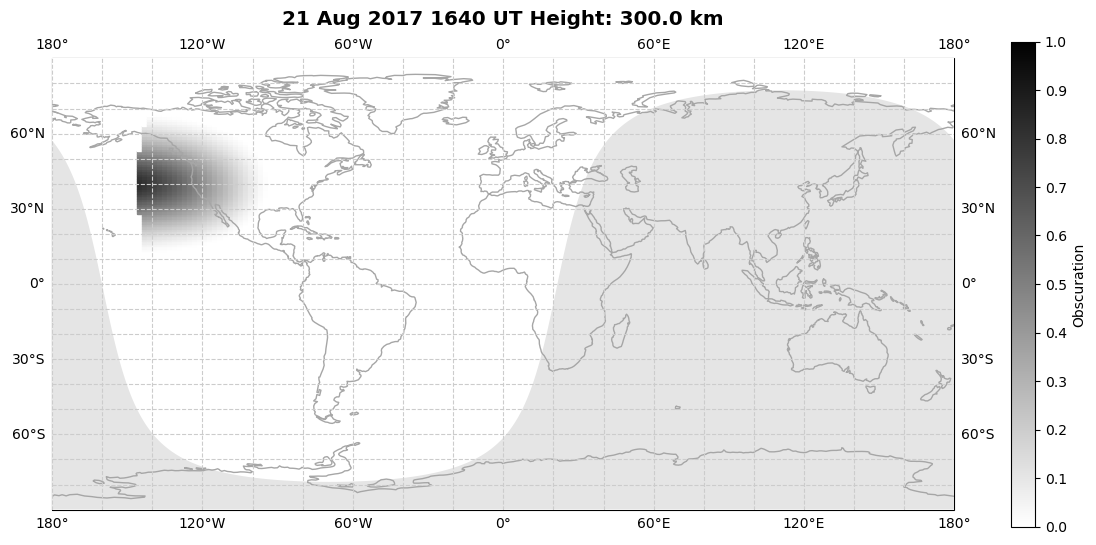 21 Aug 2017 1640 UT Height: 300.0 km
180° 120°W 60°W 0° 60°E 120°E 180°
60°N 60°N
30°N 30°N
0° 0°
30°S 30°S
60°S 60°S
180° 120°W 60°W 0° 60°E 120°E 180°
1.0
0.9
0.8
0.7
0.6
0.5
0.4
0.3
0.2
0.1
0.0
Obscuration